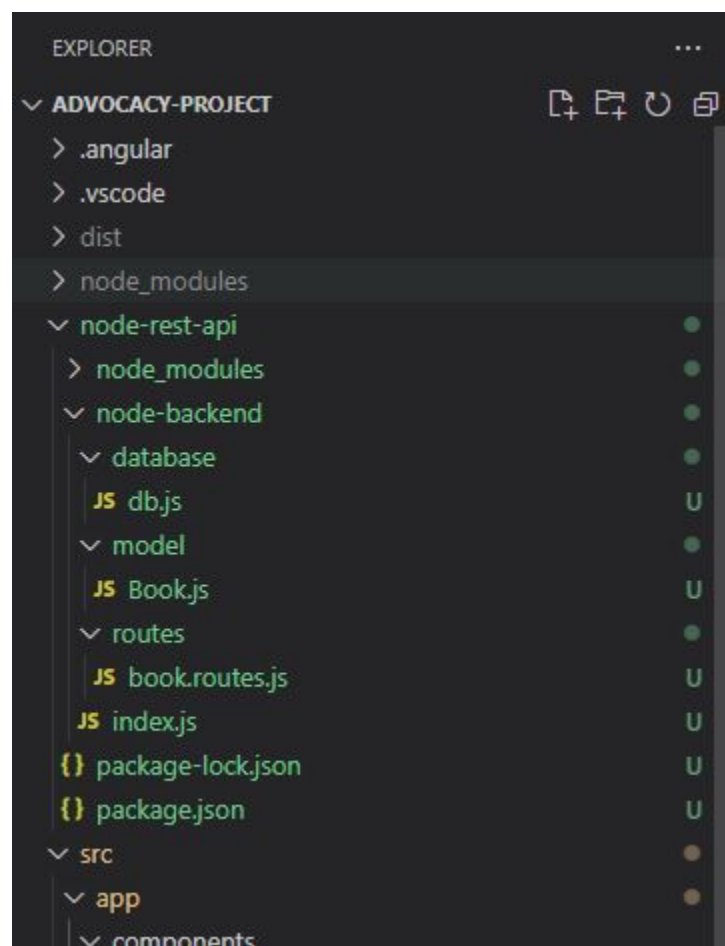 EXPLORER ...
ADVOCACY-PROJECT
.angular
.vscode
dist
node_modules
node-rest-api
node_modules
node-backend
database
JS db.js U
model
JS Book.js U
routes
JS book.routes.js U
JS index.js U
{} package-lock.json U
{} package.json U
src
app
components